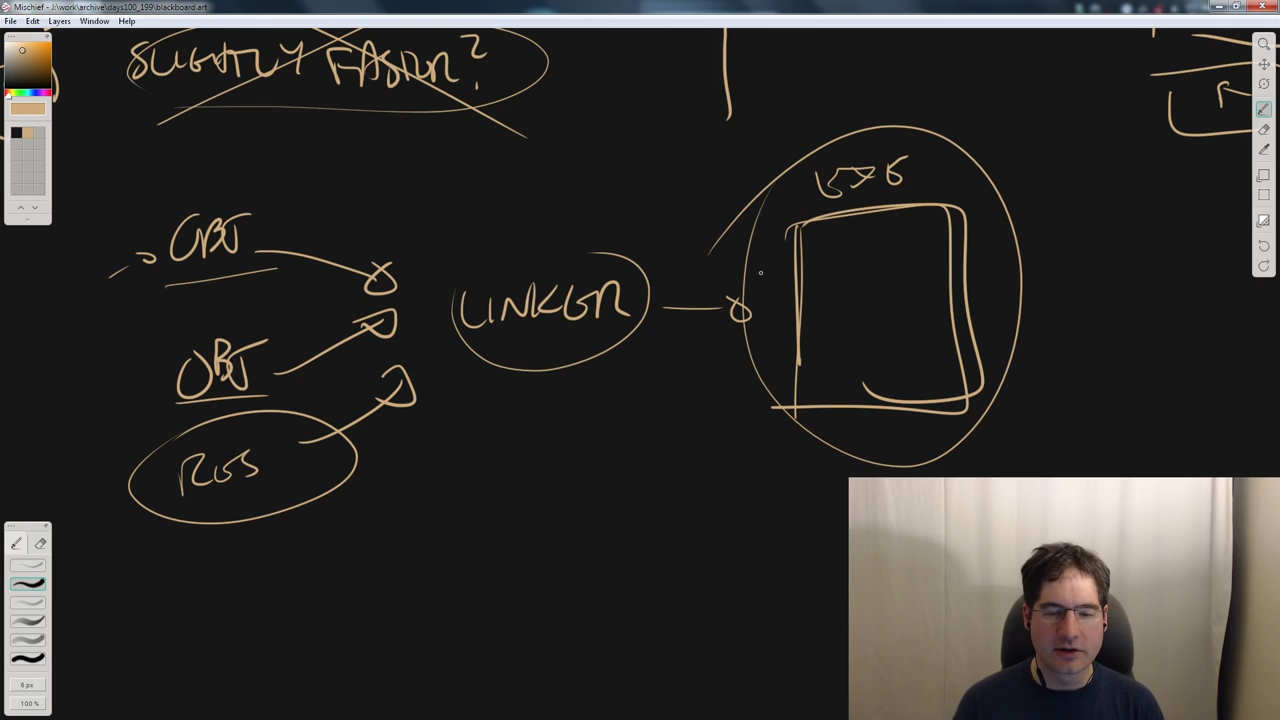 Mischief - J:\work\archive\days100_199\blackboard.art
File Edit Layers Window Help
SLIGHTLY FASTER?
EXE
OBJ
LINKER
OBJ
RES
6 px
100 %